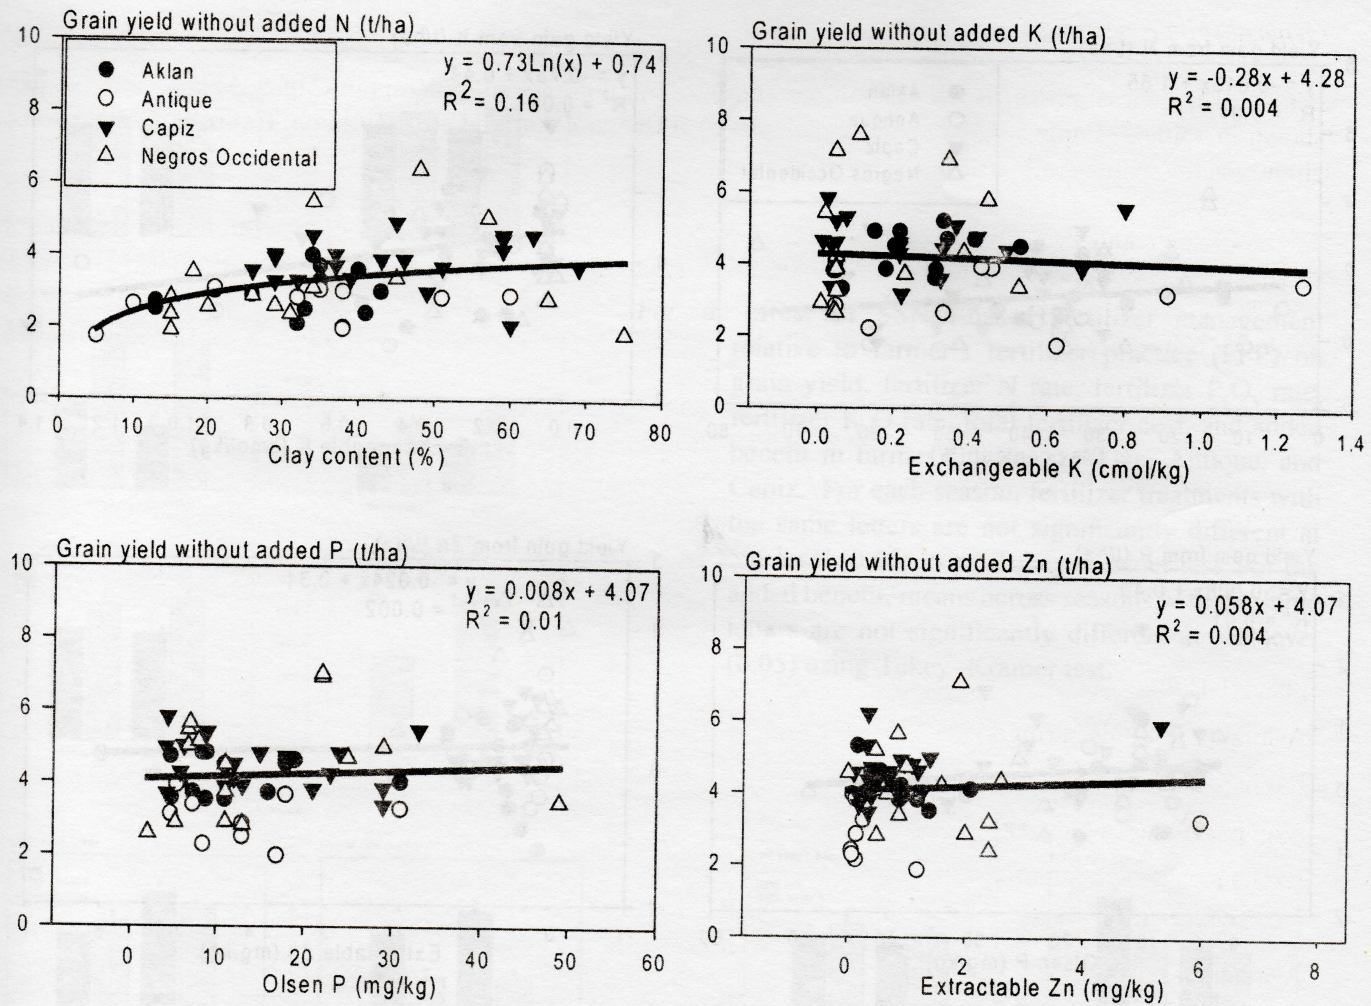 Grain yield without added N (t/ha)
10
8
6
4
2
0
Aklan
Antique
Capiz
Negros Occidental
y = 0.73Ln(x) + 0.74
R2 = 0.16
0 10 20 30 40 50 60 70 80
Clay content (%)
Grain yield without added K (t/ha)
10
8
6
4
2
0
y = -0.28x + 4.28
R2 = 0.004
0.0 0.2 0.4 0.6 0.8 1.0 1.2 1.4
Exchangeable K (cmol/kg)
Grain yield without added P (t/ha)
10
8
6
4
2
0
y = 0.008x + 4.07
R2 = 0.01
0 10 20 30 40 50 60
Olsen P (mg/kg)
Grain yield without added Zn (t/ha)
10
8
6
4
2
0
y = 0.058x + 4.07
R2 = 0.004
0 2 4 6 8
Extractable Zn (mg/kg)